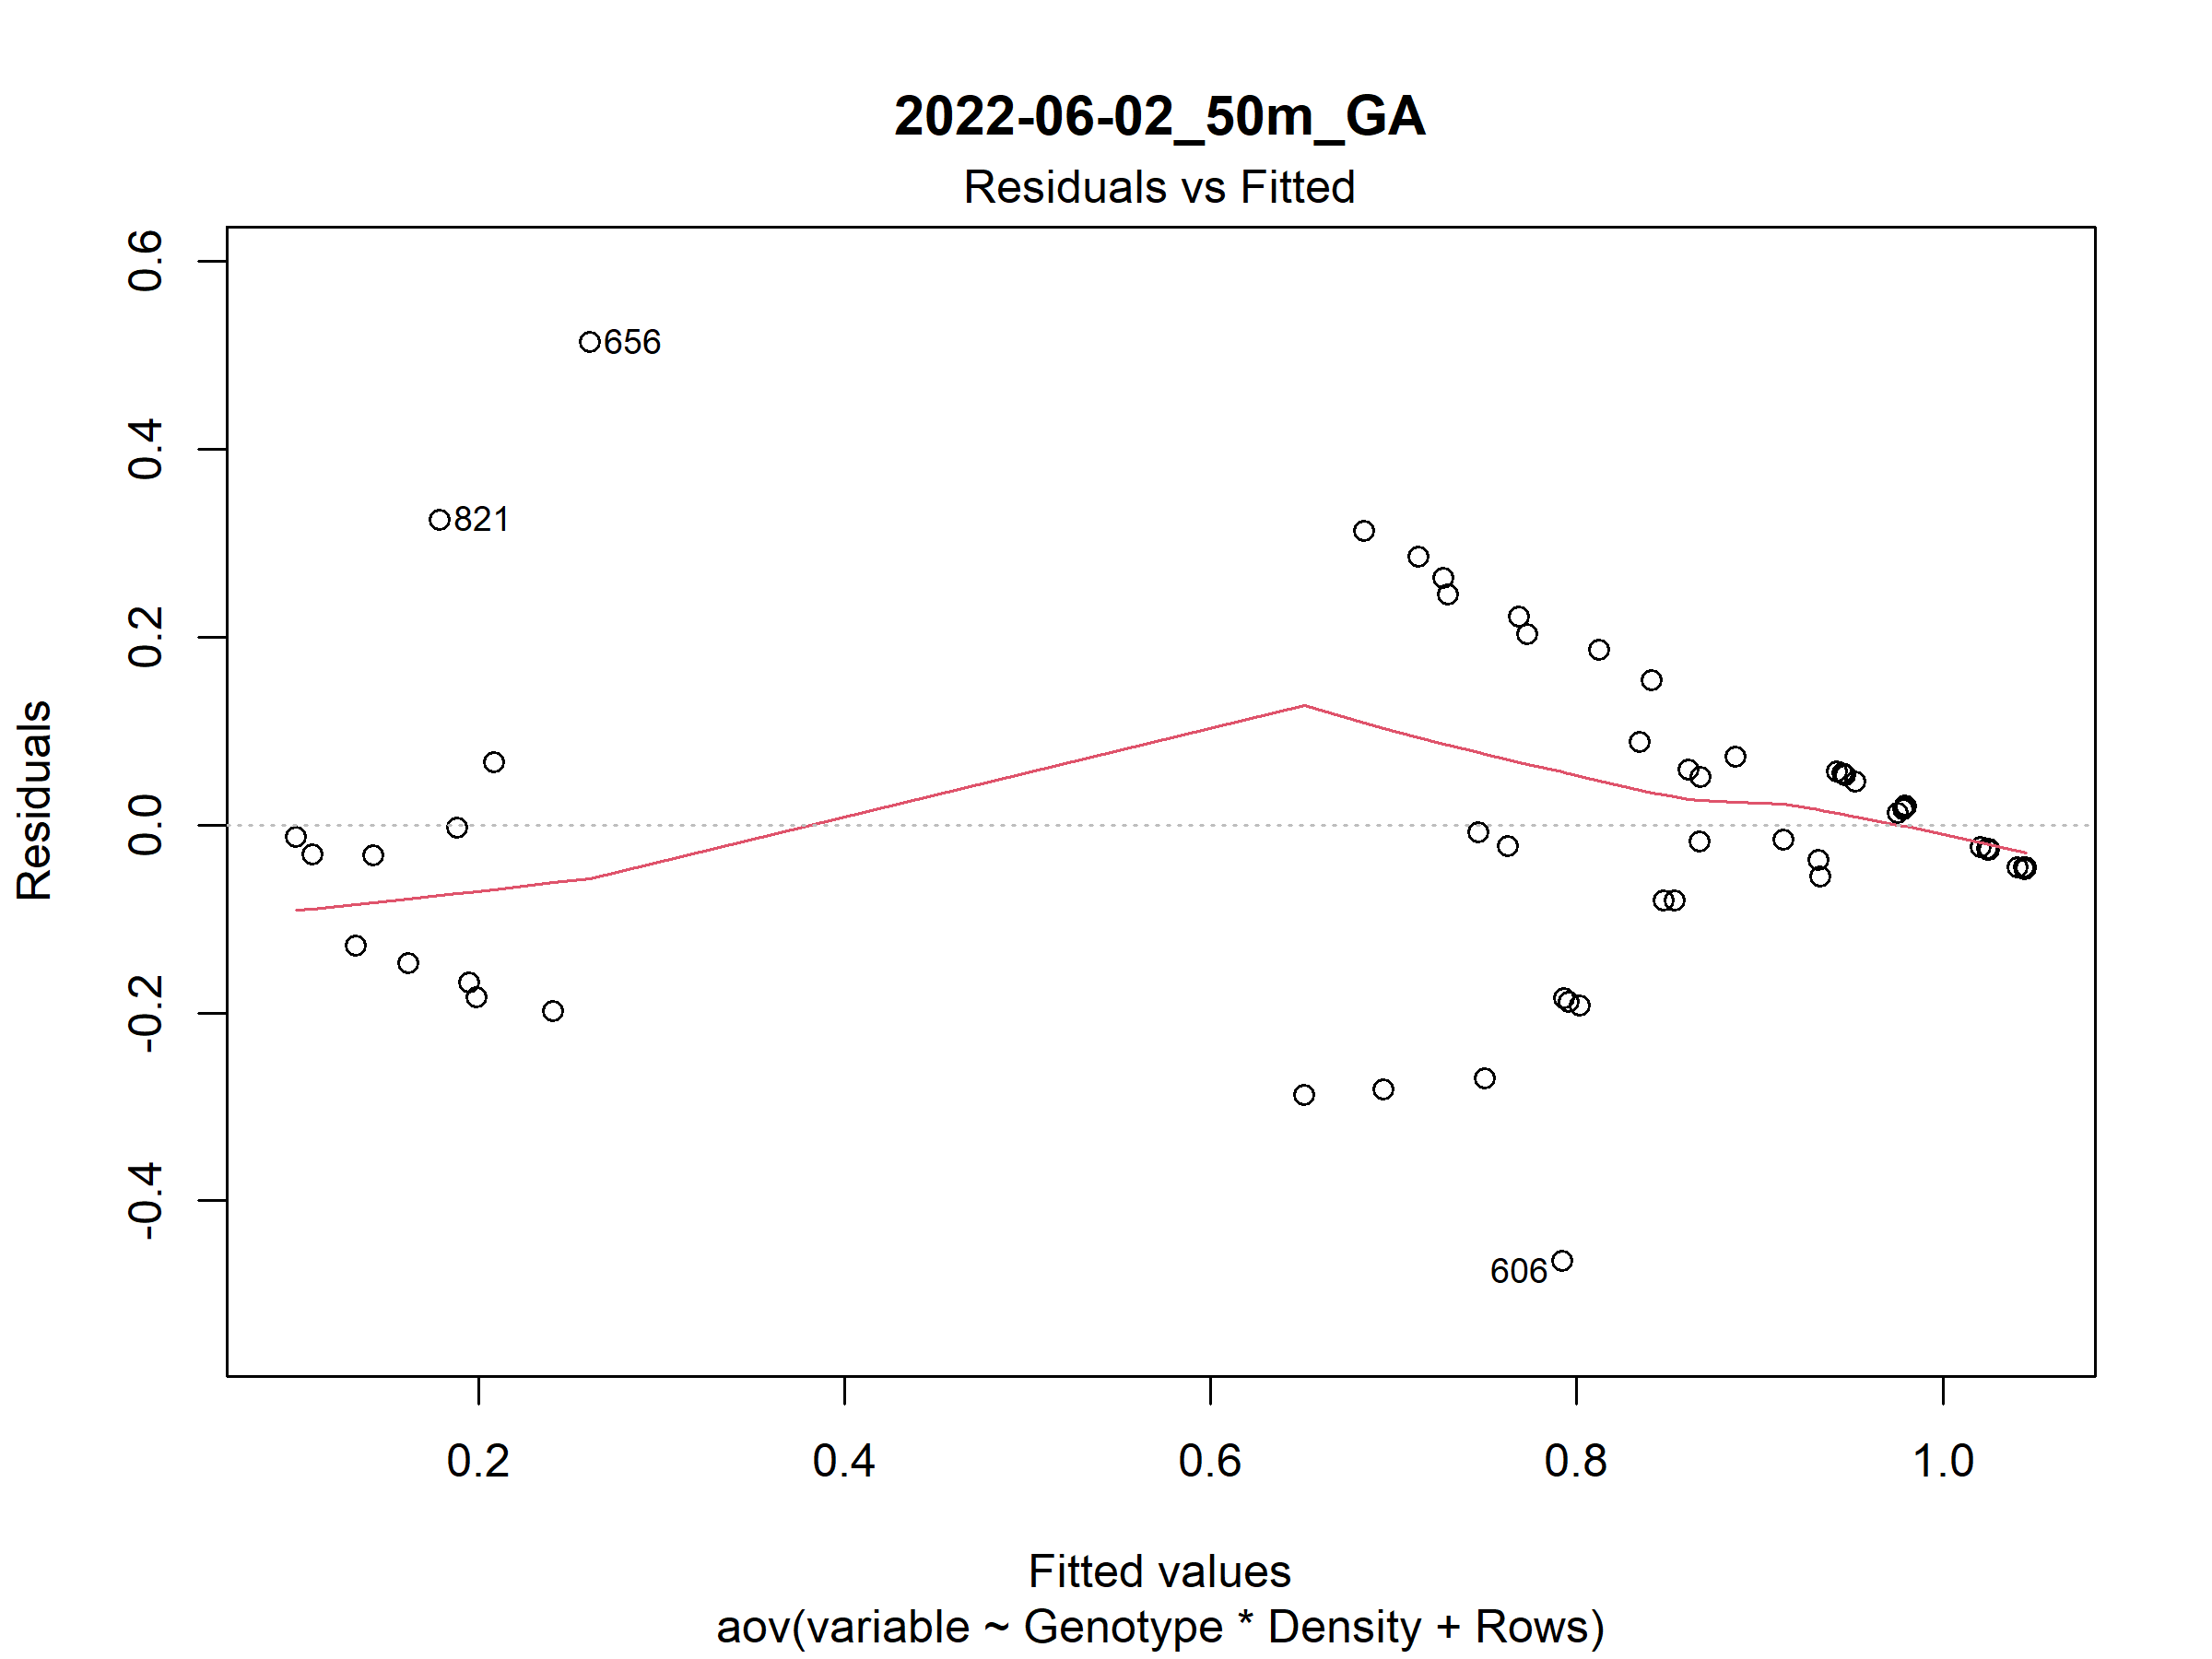 2022-06-02_50m_GA
Residuals vs Fitted
Residuals
0.6
0.4
0.2
0.0
-0.2
-0.4
656
821
606
0.2 0.4 0.6 0.8 1.0
Fitted values
aov(variable ~ Genotype * Density + Rows)